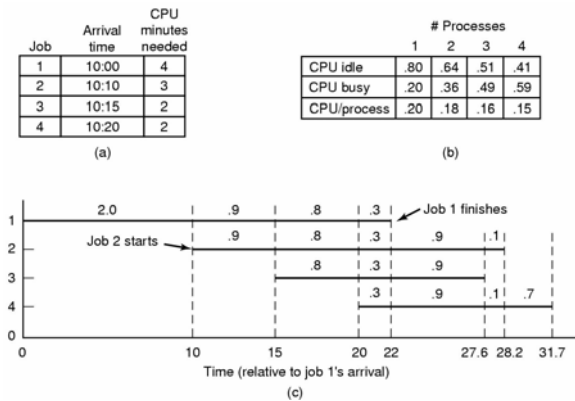 CPU
Arrival minutes
Job time needed
1 10:00 4
2 10:10 3
3 10:15 2
4 10:20 2
(a)
# Processes
1 2 3 4
CPU idle .80 .64 .51 .41
CPU busy .20 .36 .49 .59
CPU/process .20 .18 .16 .15
(b)
2.0 .9 .8 .3 Job 1 finishes
1
Job 2 starts .9 .8 .3 .9 .1
2
.8 .3 .9
3
.3 .9 .1 .7
4
0
0 10 15 20 22 27.6 28.2 31.7
Time (relative to job 1's arrival)
(c)